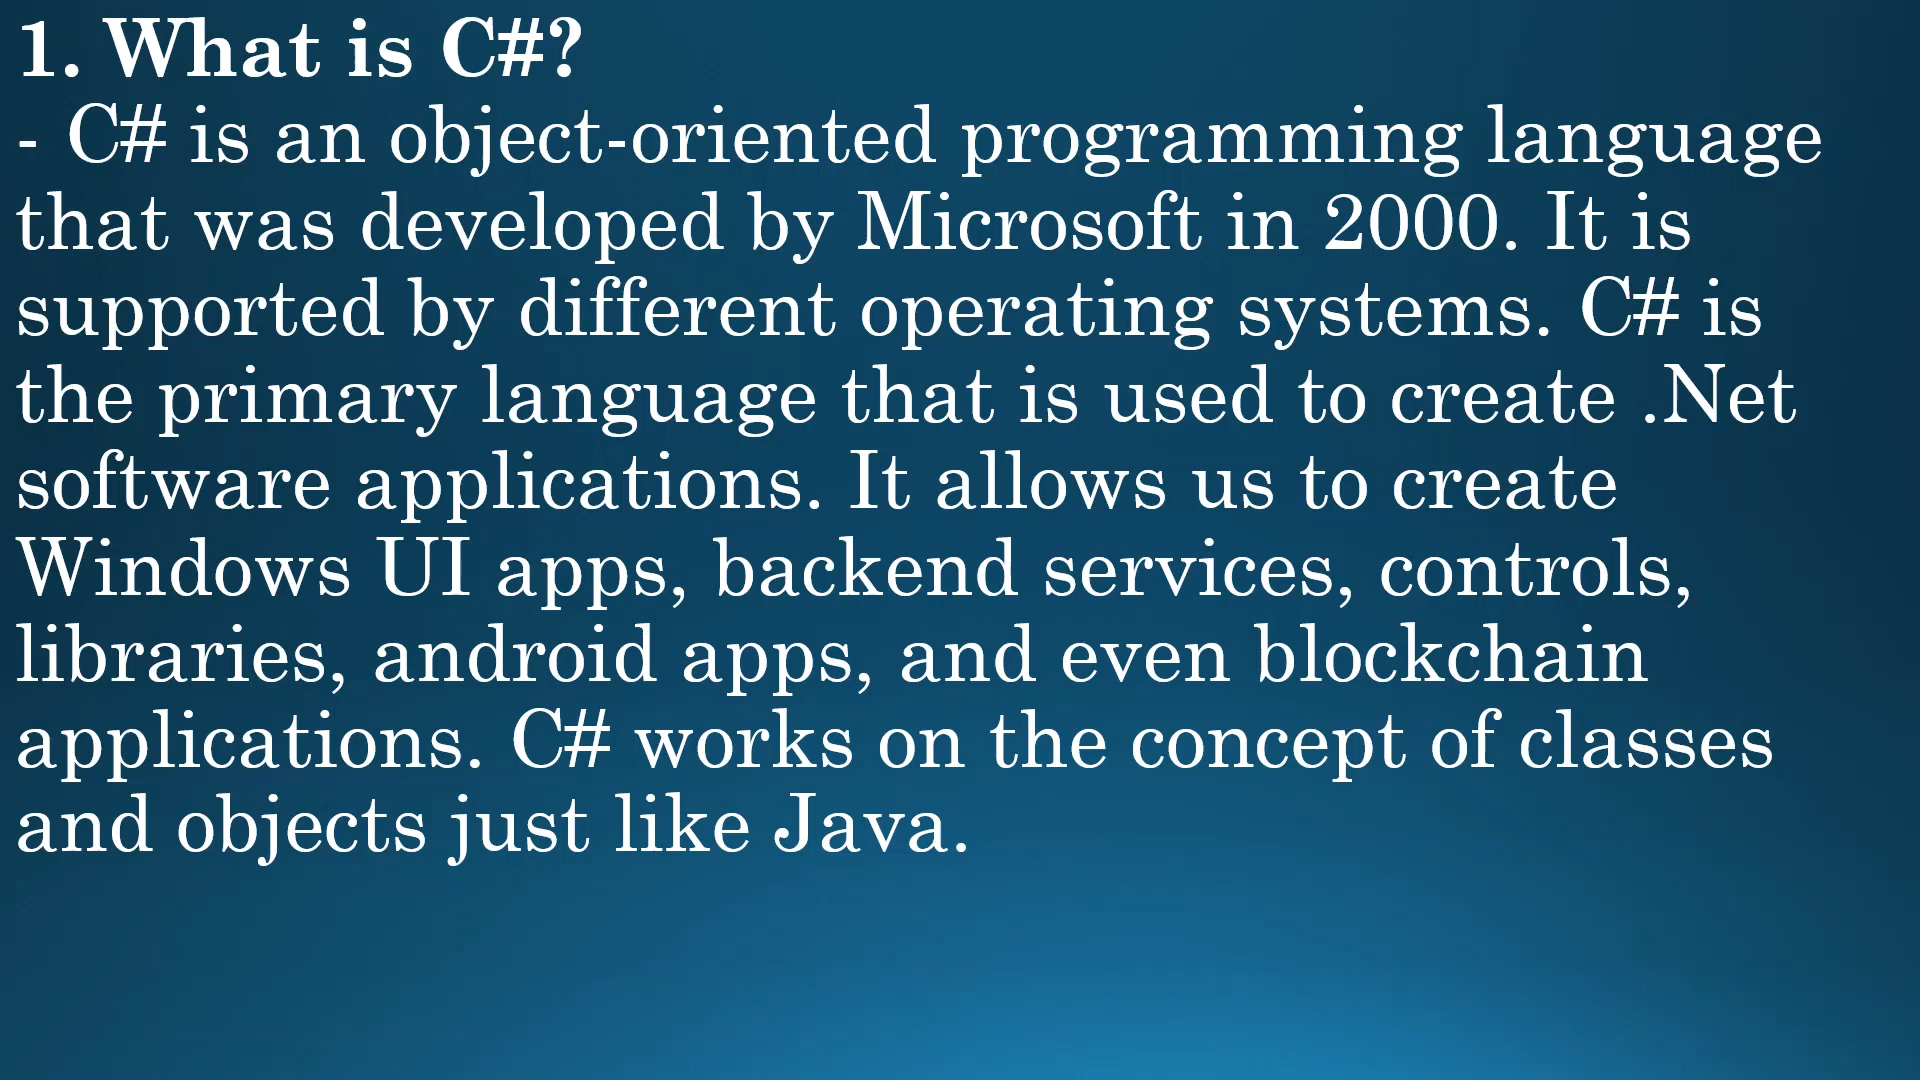 1. What is C#?
- C# is an object-oriented programming language
that was developed by Microsoft in 2000. It is
supported by different operating systems. C# is
the primary language that is used to create .Net
software applications. It allows us to create
Windows UI apps, backend services, controls,
libraries, android apps, and even blockchain
applications. C# works on the concept of classes
and objects just like Java.